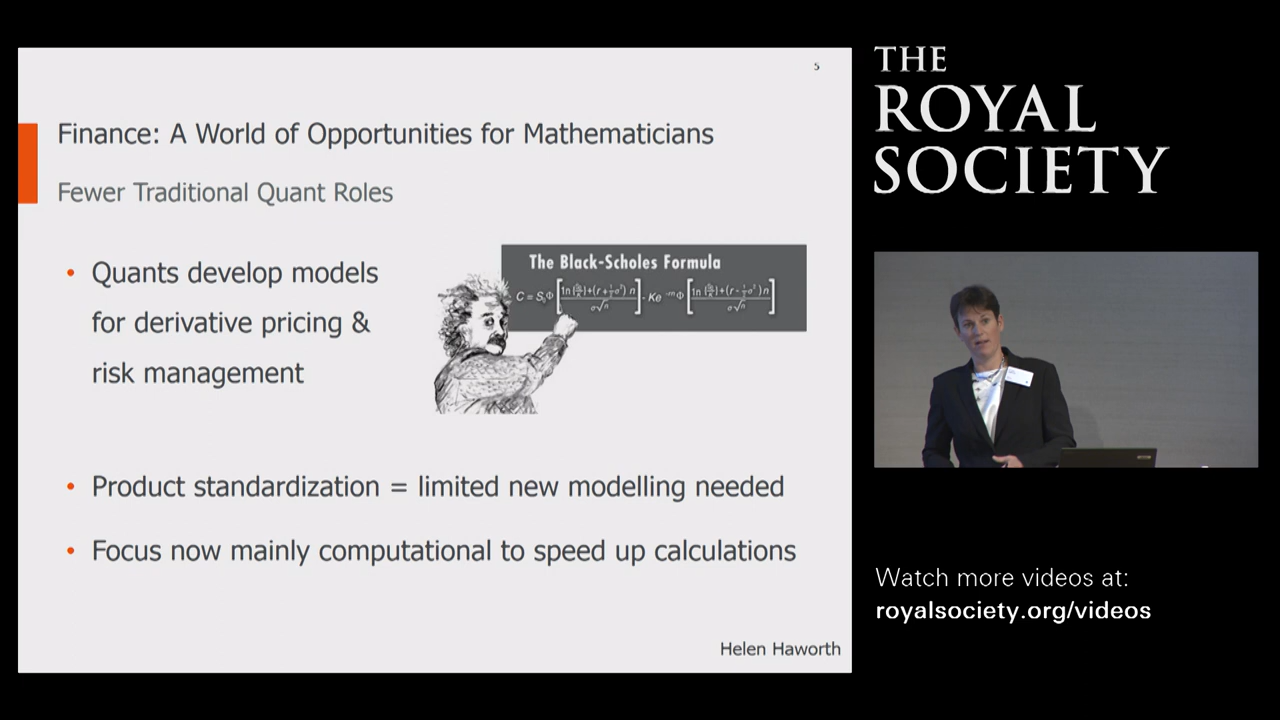 5
Finance: A World of Opportunities for Mathematicians
Fewer Traditional Quant Roles
• Quants develop models
for derivative pricing &
risk management
The Black-Scholes Formula
• Product standardization = limited new modelling needed
• Focus now mainly computational to speed up calculations
Helen Haworth
THE
ROYAL
SOCIETY
Watch more videos at:
royalsociety.org/videos